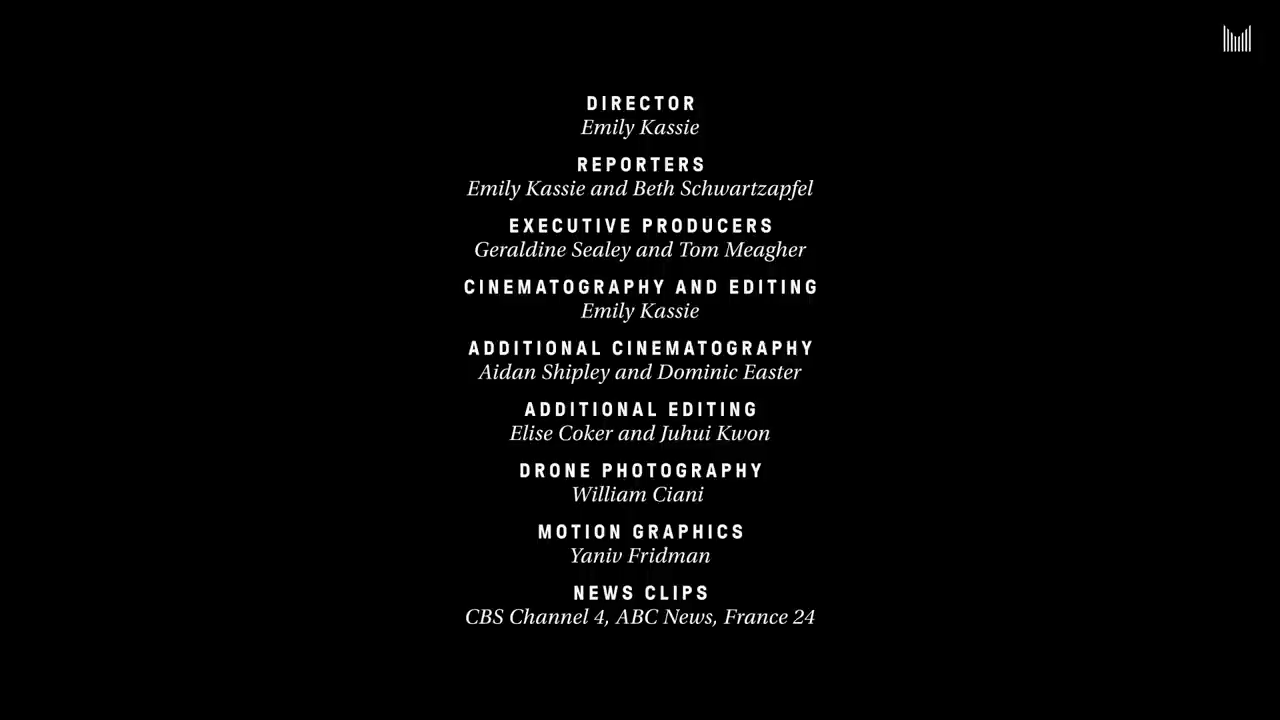 DIRECTOR
Emily Kassie
REPORTERS
Emily Kassie and Beth Schwartzapfel
EXECUTIVE PRODUCERS
Geraldine Sealey and Tom Meagher
CINEMATOGRAPHY AND EDITING
Emily Kassie
ADDITIONAL CINEMATOGRAPHY
Aidan Shipley and Dominic Easter
ADDITIONAL EDITING
Elise Coker and Juhui Kwon
DRONE PHOTOGRAPHY
William Ciani
MOTION GRAPHICS
Yaniv Fridman
NEWS CLIPS
CBS Channel 4, ABC News, France 24